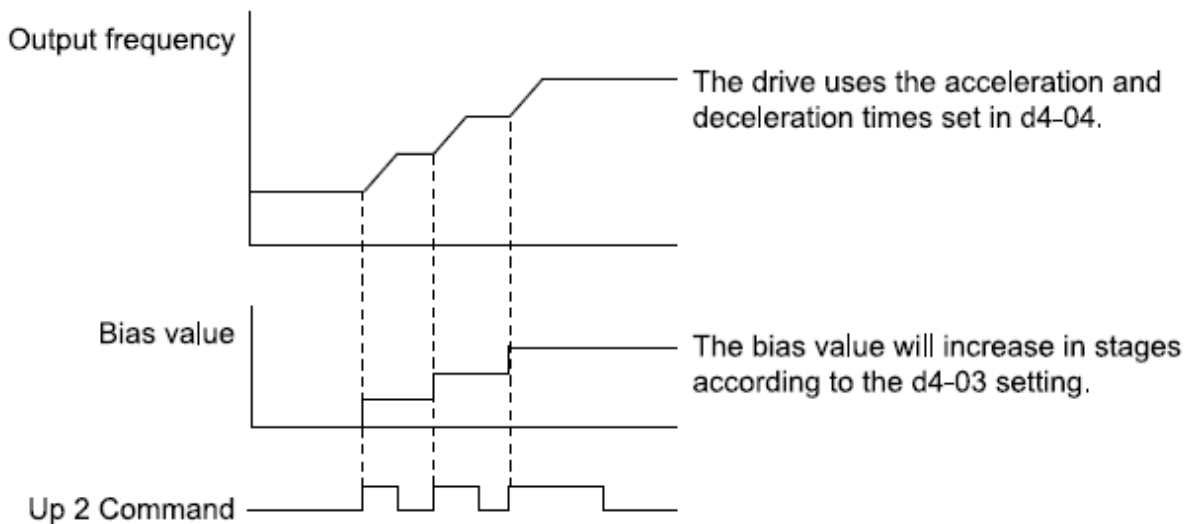 Output frequency
The drive uses the acceleration and
deceleration times set in d4-04.
Bias value
The bias value will increase in stages
according to the d4-03 setting.
Up 2 Command